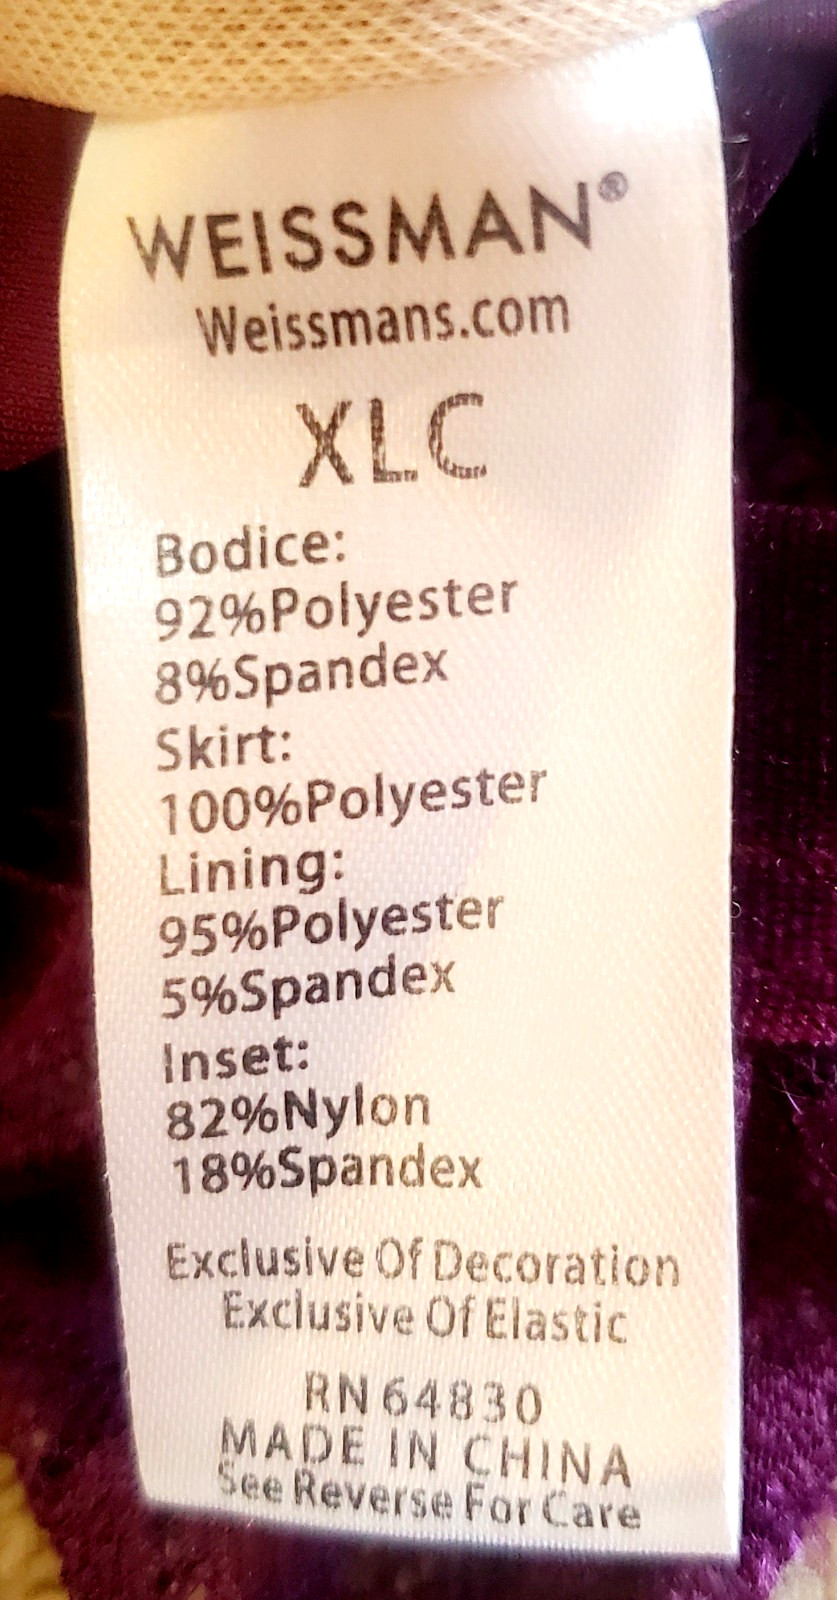 WEISSMAN®
Weissmans.com
XLC
Bodice:
92%Polyester
8%Spandex
Skirt:
100%Polyester
Lining:
95%Polyester
5%Spandex
Inset:
82%Nylon
18%Spandex
Exclusive Of Decoration
Exclusive Of Elastic
RN 64830
MADE IN CHINA
See Reverse For Care